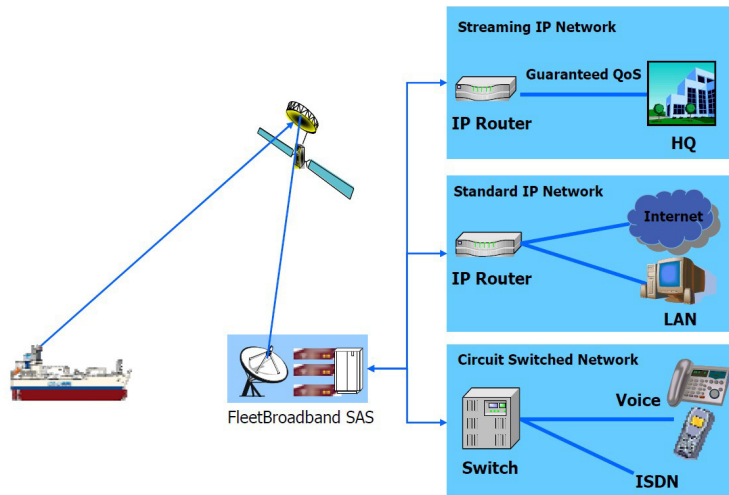 Streaming IP Network
Guaranteed QoS
IP Router
HQ
Standard IP Network
Internet
IP Router
LAN
FleetBroadband SAS
Circuit Switched Network
Voice
Switch
ISDN